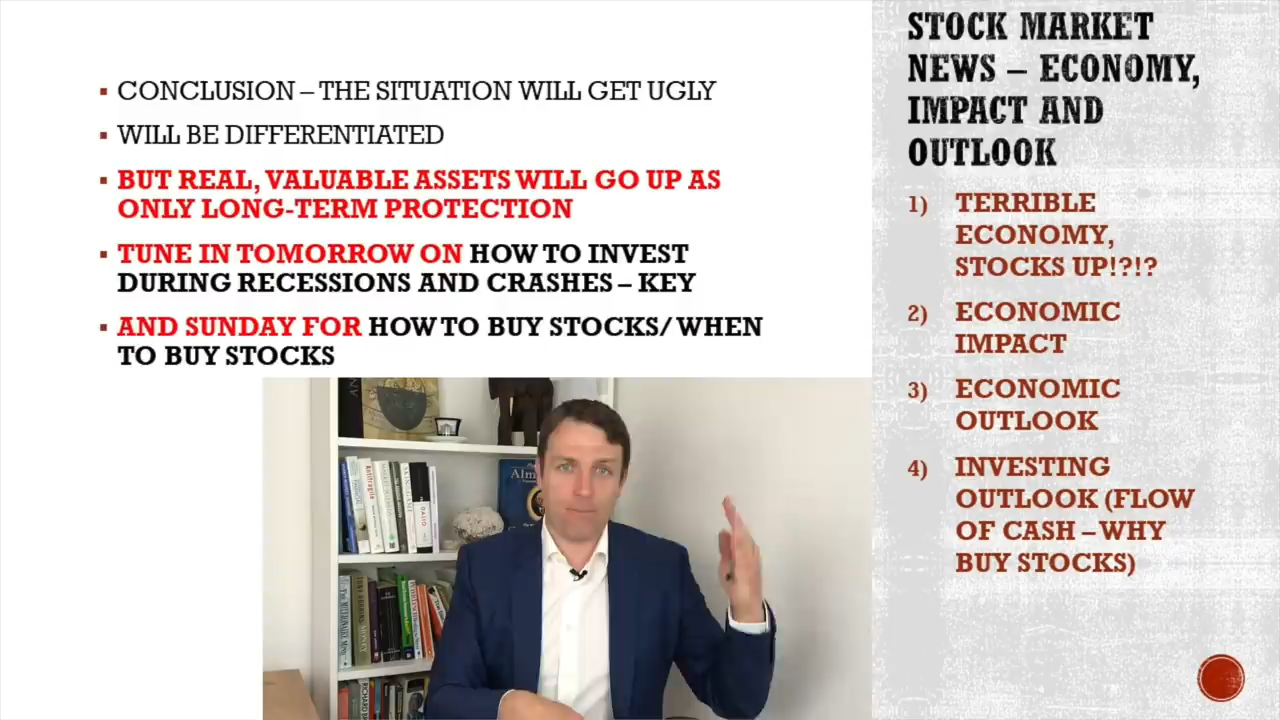 CONCLUSION – THE SITUATION WILL GET UGLY
WILL BE DIFFERENTIATED
BUT REAL, VALUABLE ASSETS WILL GO UP AS
ONLY LONG-TERM PROTECTION
TUNE IN TOMORROW ON HOW TO INVEST
DURING RECESSIONS AND CRASHES – KEY
AND SUNDAY FOR HOW TO BUY STOCKS/ WHEN
TO BUY STOCKS
STOCK MARKET
NEWS – ECONOMY,
IMPACT AND
OUTLOOK
1) TERRIBLE
ECONOMY,
STOCKS UP!?!?
2) ECONOMIC
IMPACT
3) ECONOMIC
OUTLOOK
4) INVESTING
OUTLOOK (FLOW
OF CASH – WHY
BUY STOCKS)
Antifragile
DALIO